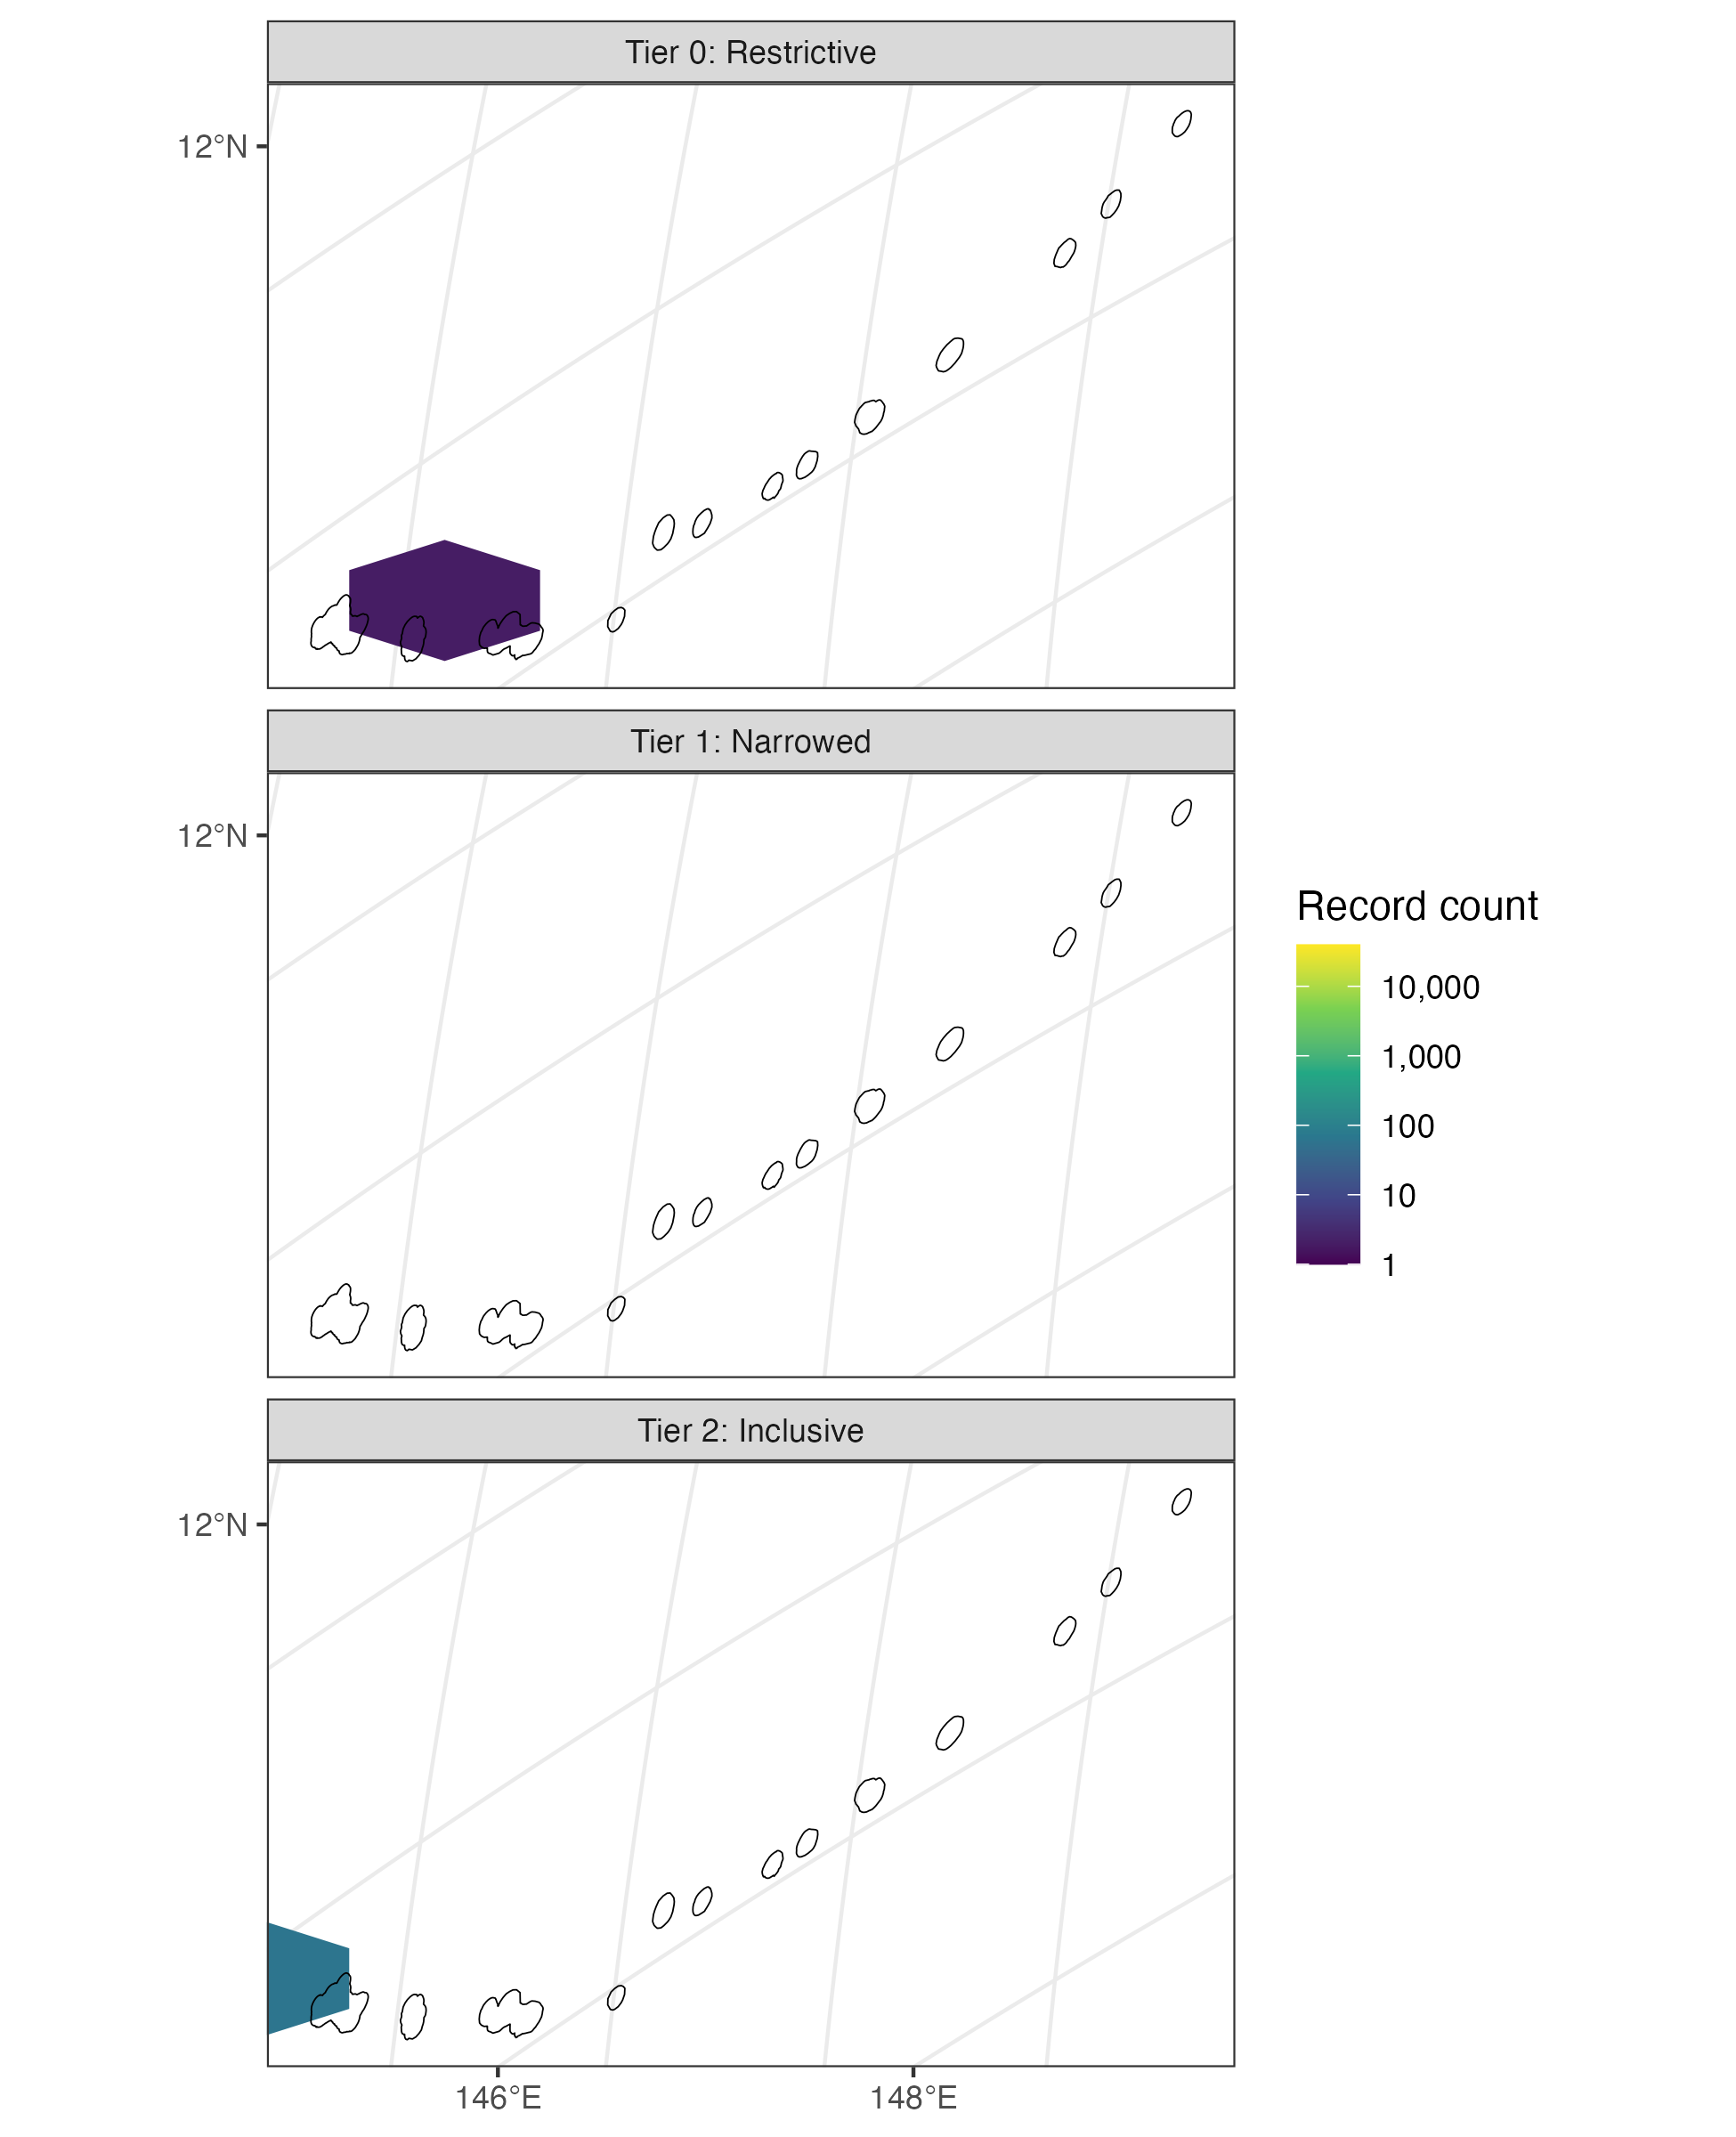 Tier 0: Restrictive
12°N
Tier 1: Narrowed
12°N
Record count
10,000
1,000
100
10
1
Tier 2: Inclusive
12°N
146°E
148°E